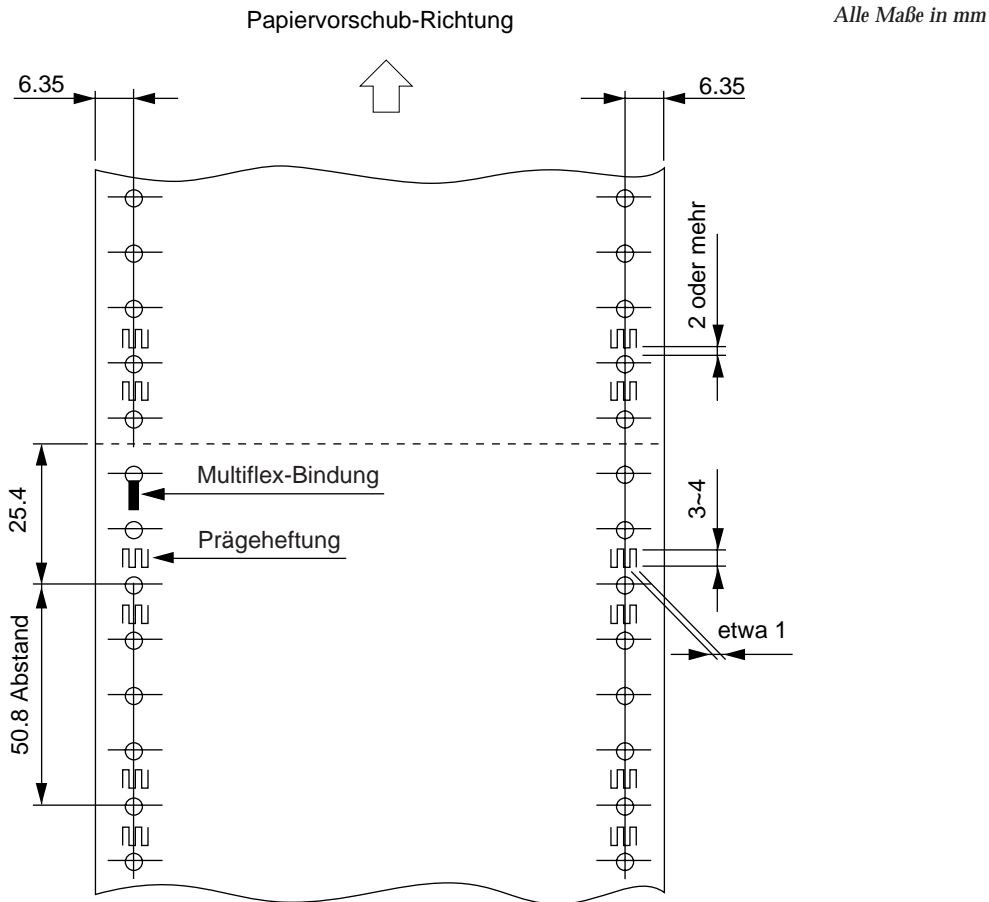 Papiervorschub-Richtung
Alle Maße in mm
6.35
6.35
2 oder mehr
25.4
Multiflex-Bindung
3~4
Prägeheftung
50.8 Abstand
etwa 1